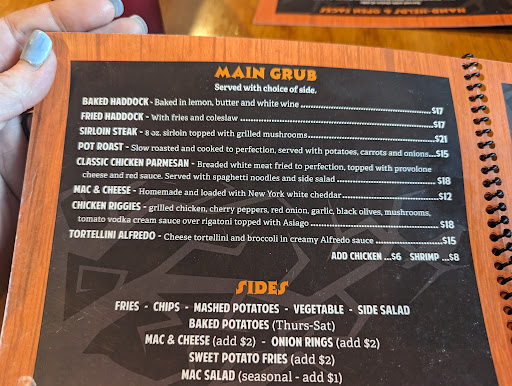 MAIN GRUB
Served with choice of side.
BAKED HADDOCK - Baked in lemon, butter and white wine ... $17
FRIED HADDOCK - With fries and coleslaw ... $17
SIRLOIN STEAK - 8 oz. sirloin topped with grilled mushrooms ... $21
POT ROAST - Slow roasted and cooked to perfection, served with potatoes, carrots and onions...$15
CLASSIC CHICKEN PARMESAN - Breaded white meat fried to perfection, topped with provolone
cheese and red sauce. Served with spaghetti noodles and side salad ... $18
MAC & CHEESE - Homemade and loaded with New York white cheddar ... $12
CHICKEN RIGGIES - grilled chicken, cherry peppers, red onion, garlic, black olives, mushrooms,
tomato vodka cream sauce over rigatoni topped with Asiago ... $18
TORTELLINI ALFREDO - Cheese tortellini and broccoli in creamy Alfredo sauce ... $15
ADD CHICKEN ...$6 SHRIMP ...$8
SIDES
FRIES - CHIPS - MASHED POTATOES - VEGETABLE - SIDE SALAD
BAKED POTATOES (Thurs-Sat)
MAC & CHEESE (add $2) - ONION RINGS (add $2)
SWEET POTATO FRIES (add $2)
MAC SALAD (seasonal - add $1)